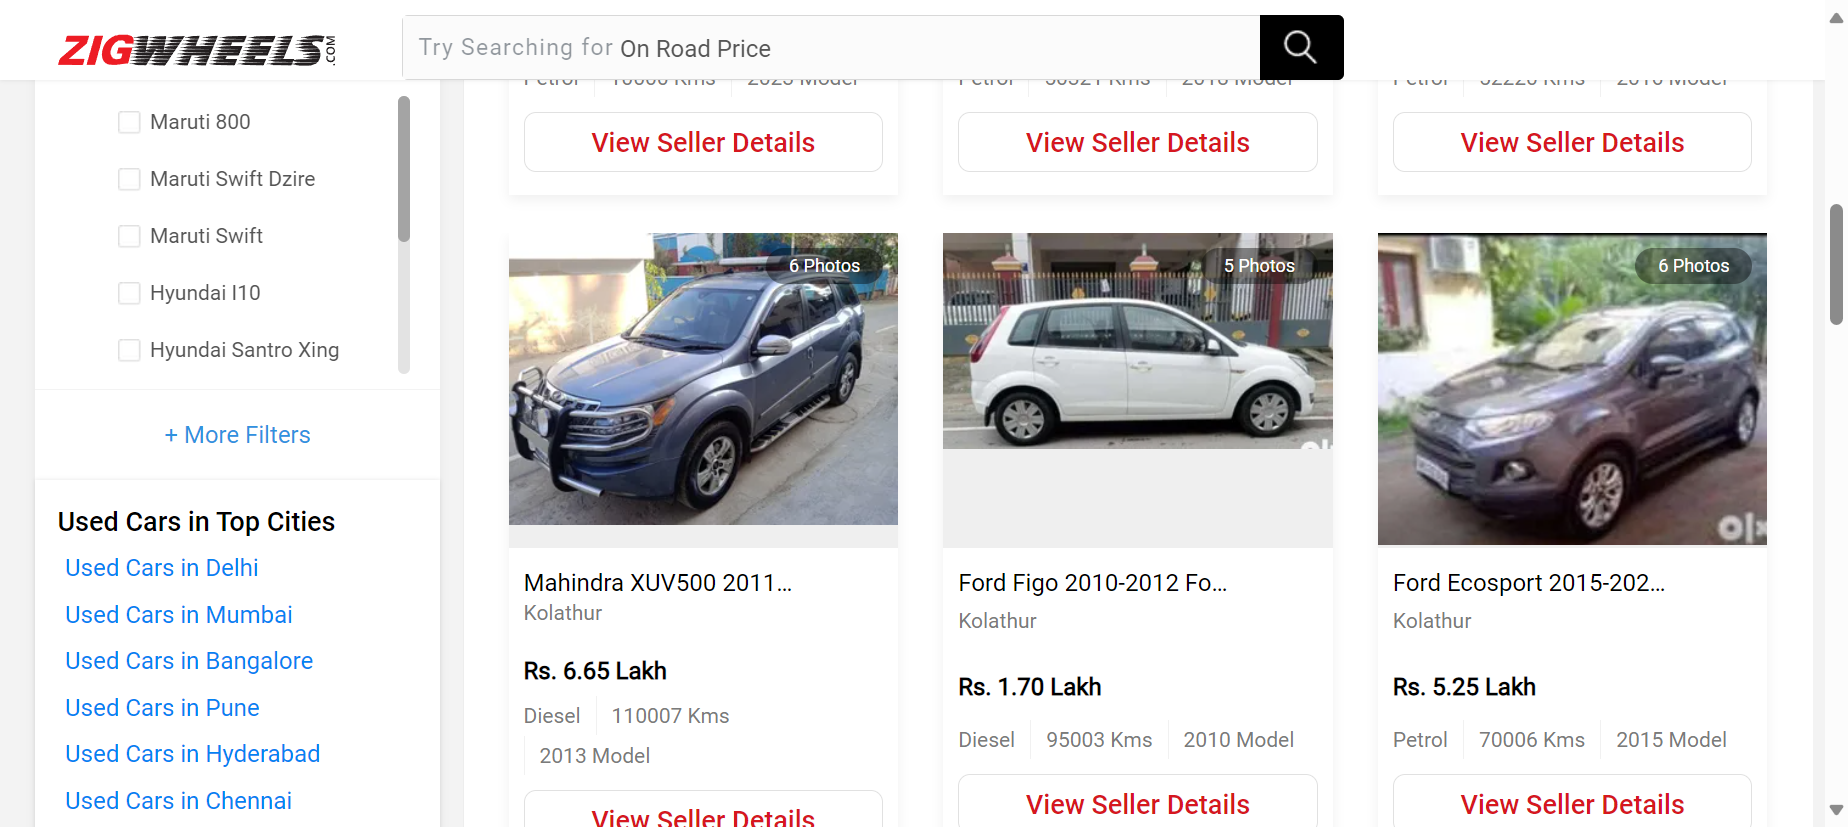 ZIGWHEELS.COM
Try Searching for On Road Price
Maruti 800
Maruti Swift Dzire
Maruti Swift
Hyundai I10
Hyundai Santro Xing
+ More Filters
Used Cars in Top Cities
Used Cars in Delhi
Used Cars in Mumbai
Used Cars in Bangalore
Used Cars in Pune
Used Cars in Hyderabad
Used Cars in Chennai
Petrol
2023 Model
Petrol
Petrol
View Seller Details
View Seller Details
View Seller Details
6 Photos
5 Photos
6 Photos
olx
Mahindra XUV500 2011...
Kolathur
Rs. 6.65 Lakh
Diesel
110007 Kms
2013 Model
View Seller Details
Ford Figo 2010-2012 Fo...
Kolathur
Rs. 1.70 Lakh
Diesel
95003 Kms
2010 Model
View Seller Details
Ford Ecosport 2015-202...
Kolathur
Rs. 5.25 Lakh
Petrol
70006 Kms
2015 Model
View Seller Details